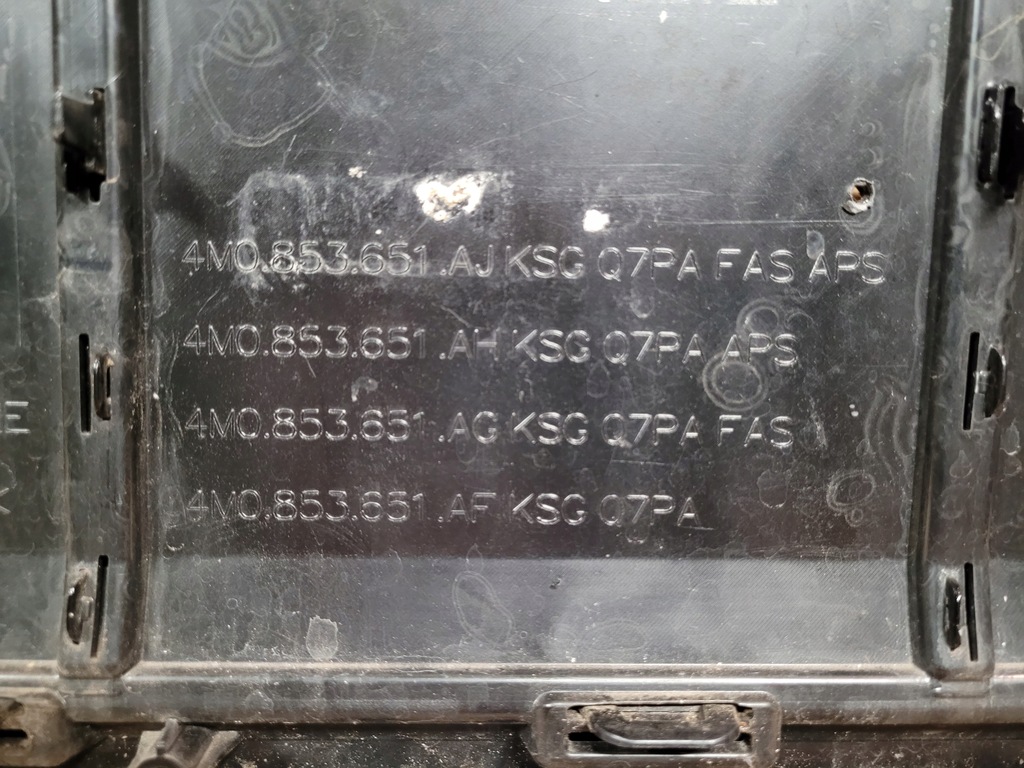 4M0.853.651.AJ KSG Q7PA FAS APS
4M0.853.651.AH KSG Q7PA APS
4M0.853.651.AG KSG Q7PA FAS
4M0.853.651.AF KSG Q7PA